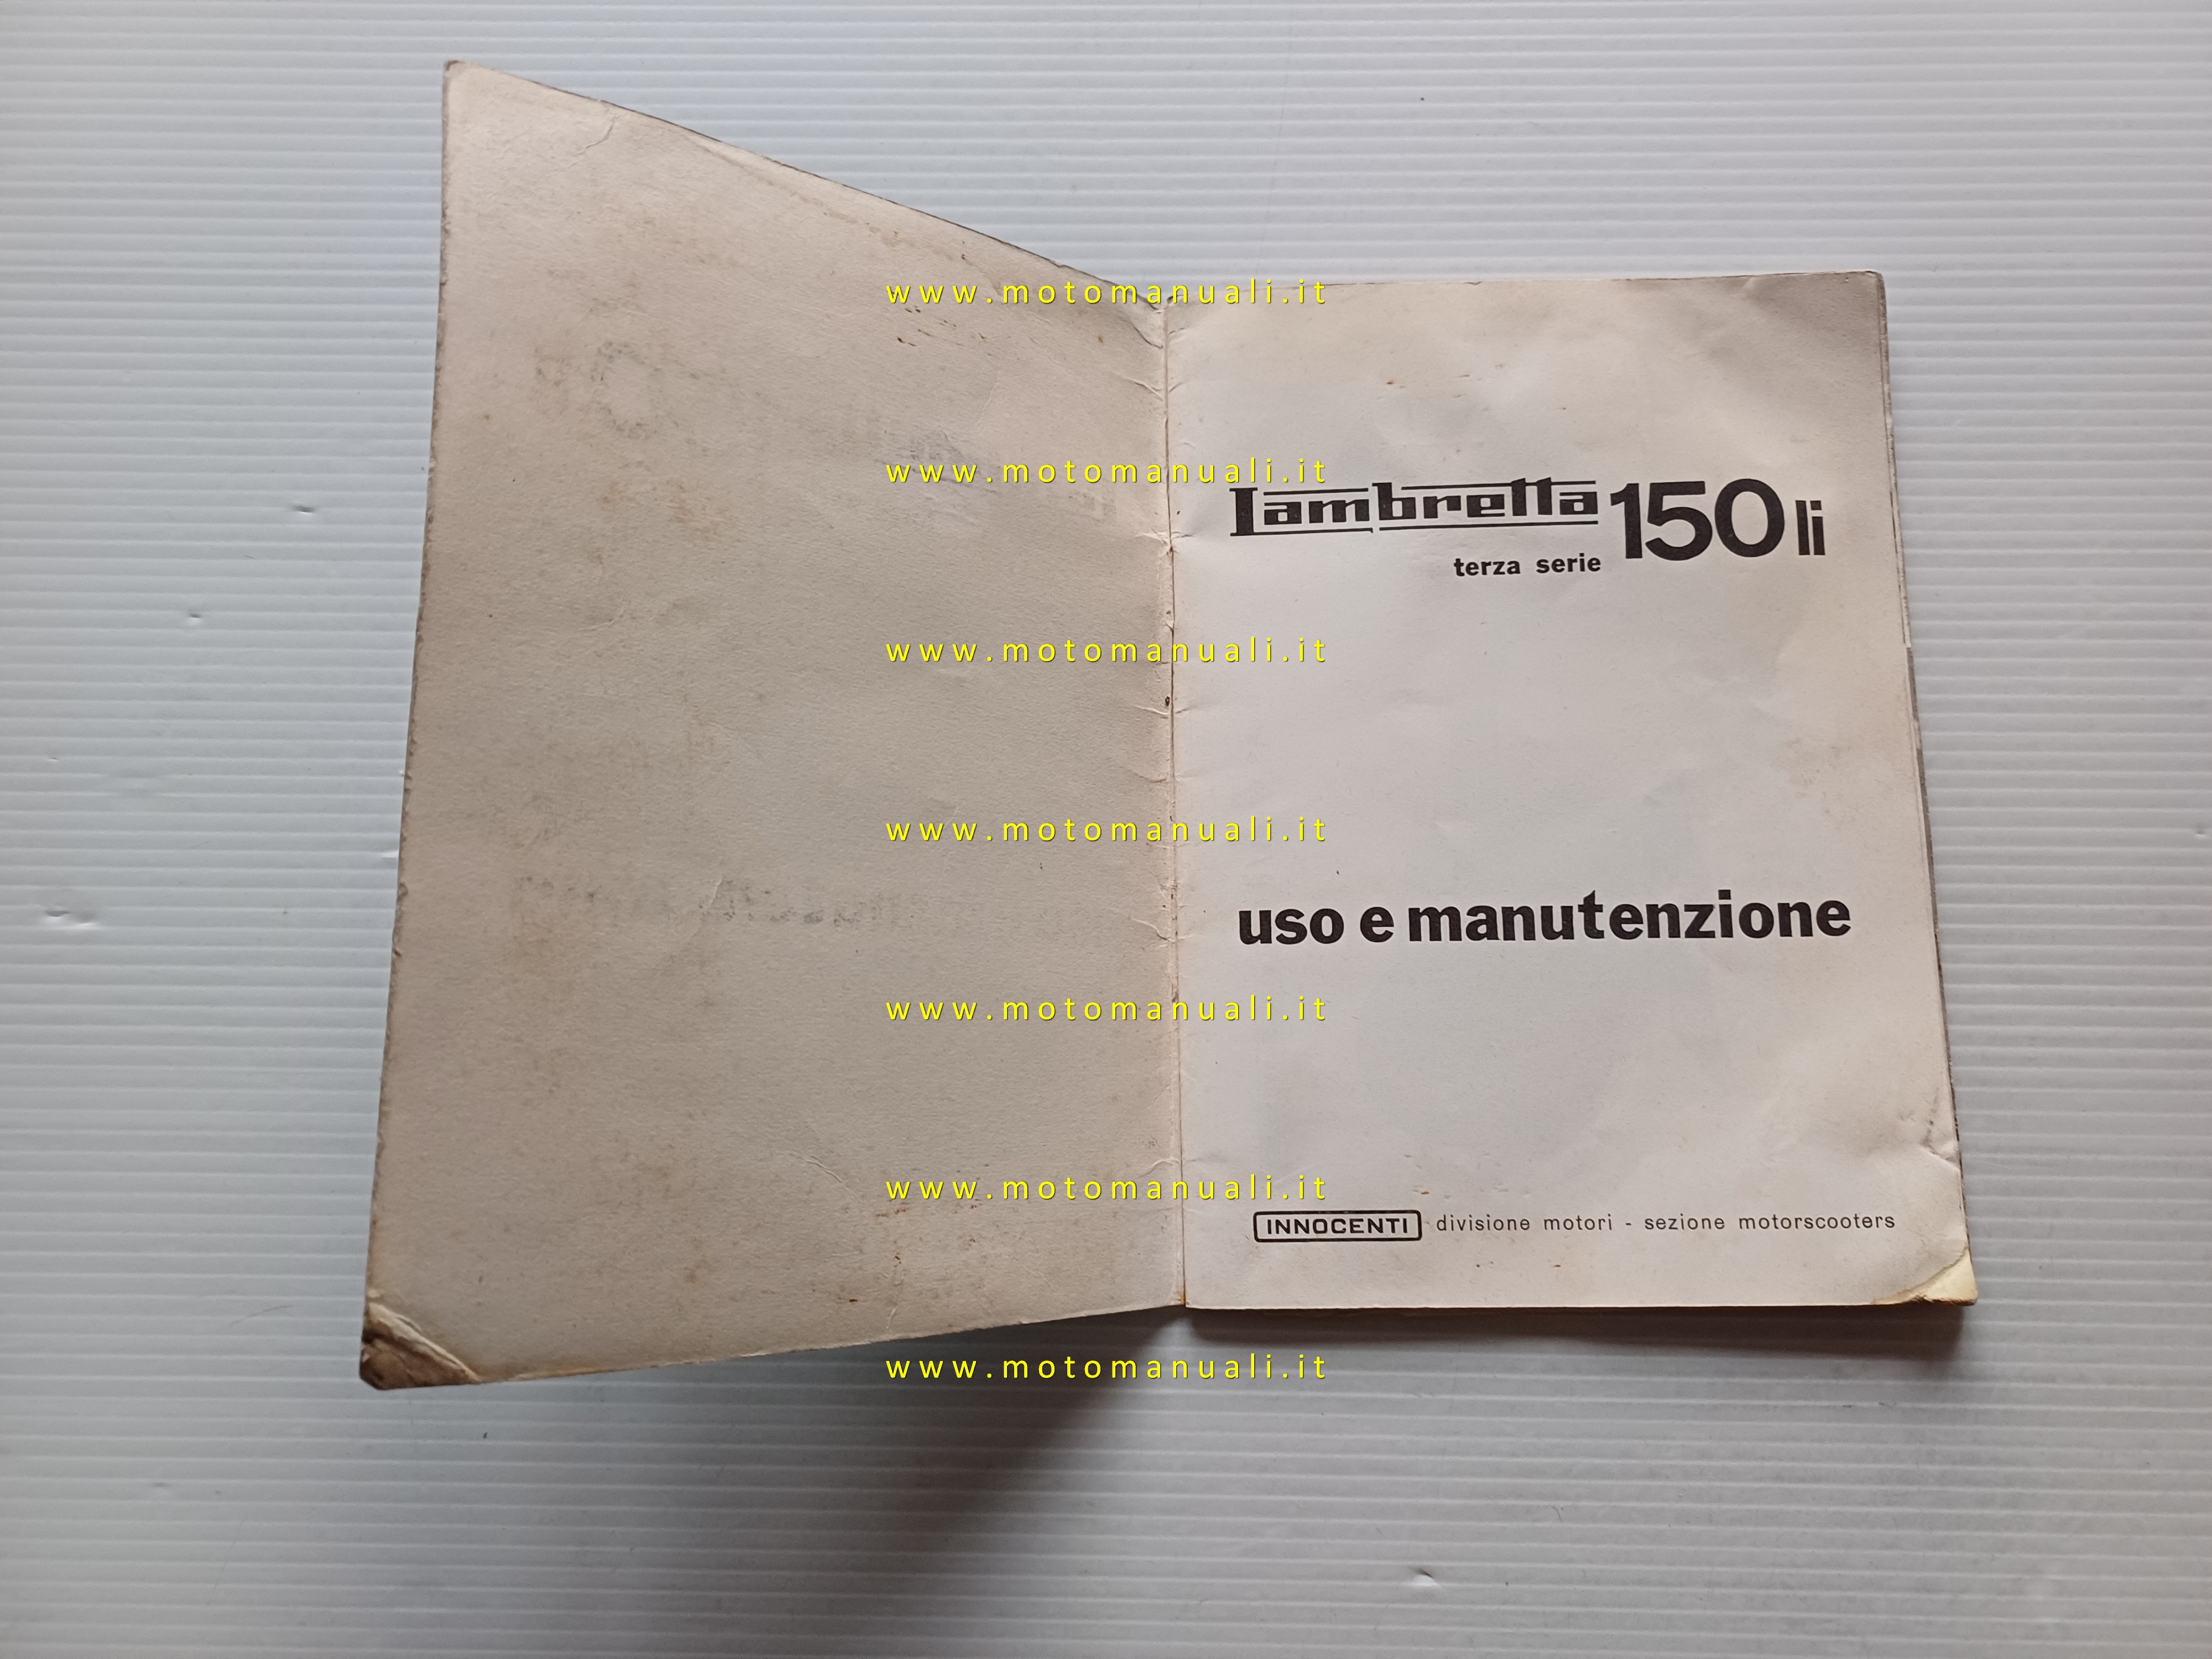 www.motomanuali.it
www.motomanuali.it
Lambretta 150 li
terza serie
www.motomanuali.it
www.motomanuali.it
uso e manutenzione
www.motomanuali.it
www.motomanuali.it
INNOCENTI divisione motori - sezione motorscooters
www.motomanuali.it